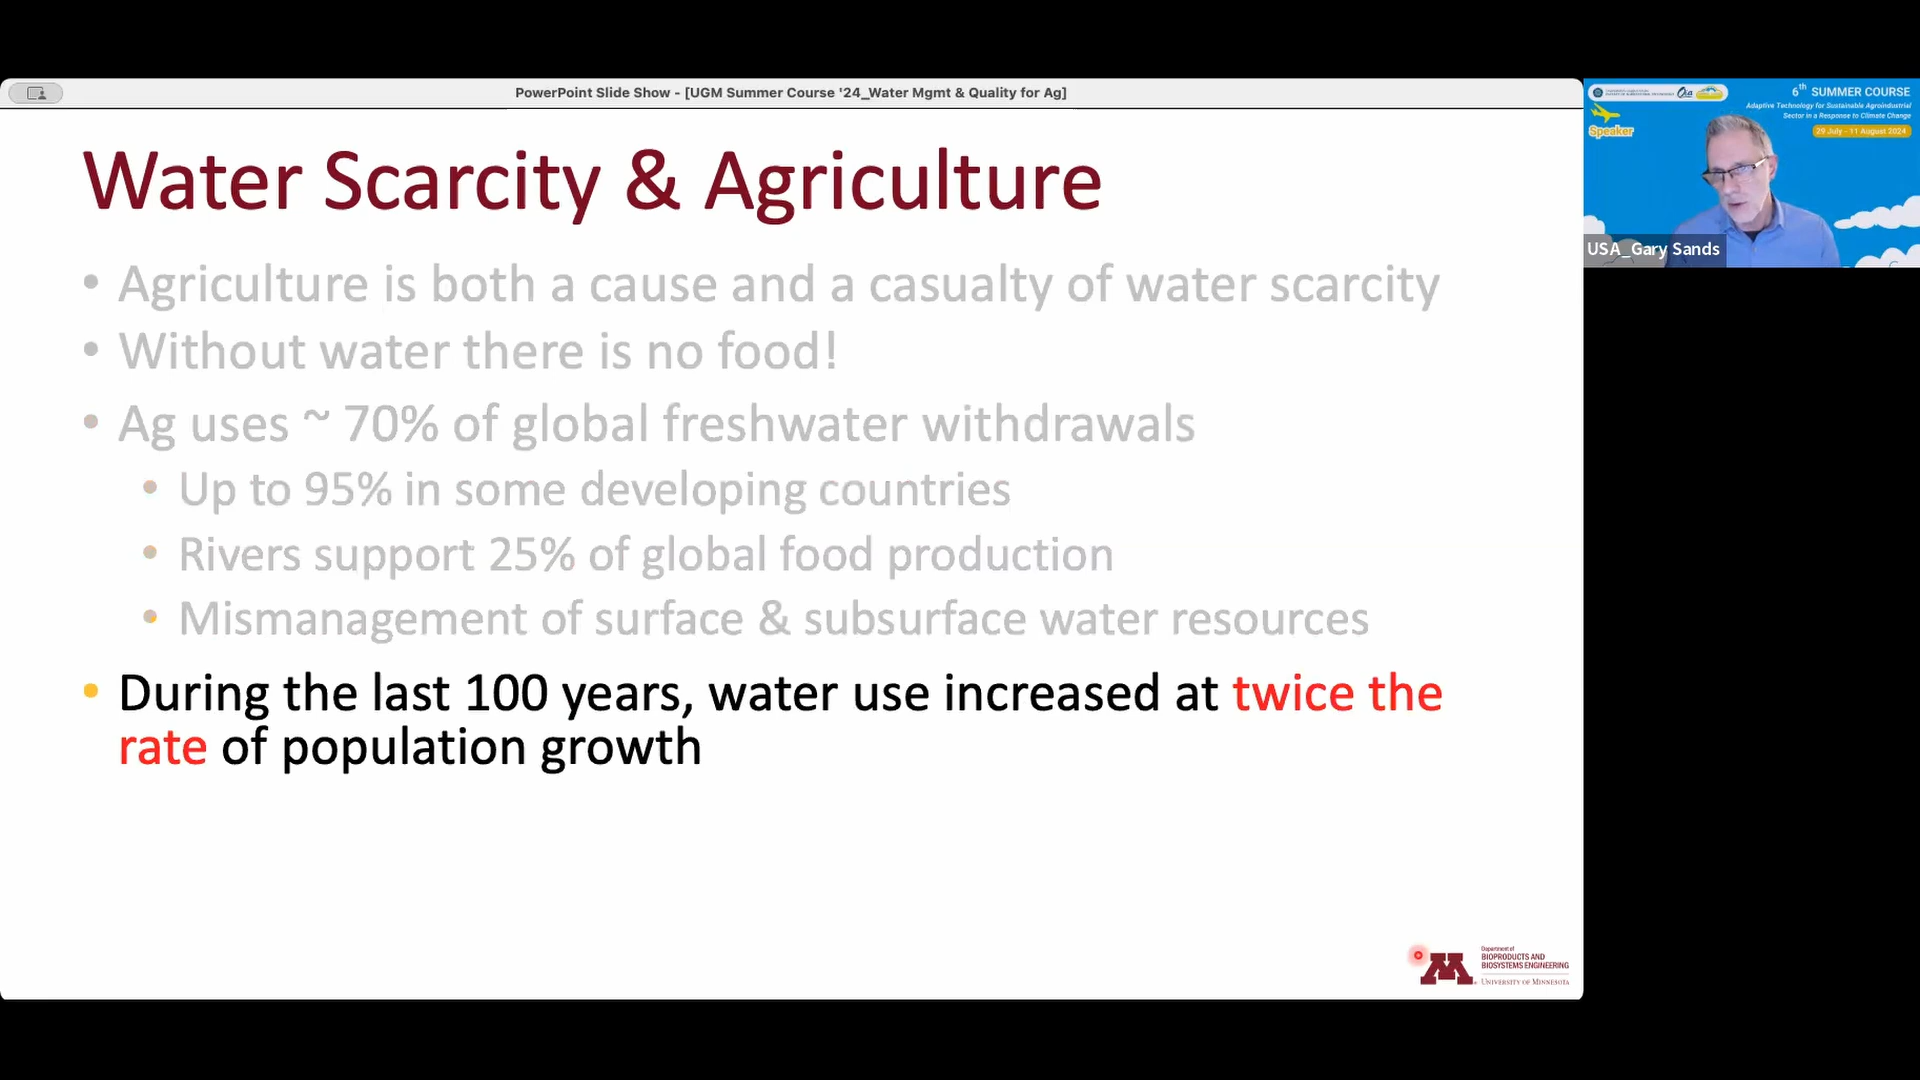 PowerPoint Slide Show - [UGM Summer Course '24_Water Mgmt & Quality for Ag]
Water Scarcity & Agriculture
• Agriculture is both a cause and a casualty of water scarcity
• Without water there is no food!
• Ag uses ~ 70% of global freshwater withdrawals
• Up to 95% in some developing countries
• Rivers support 25% of global food production
• Mismanagement of surface & subsurface water resources
• During the last 100 years, water use increased at twice the
rate of population growth
Department of
BIOPRODUCTS AND
BIOSYSTEMS ENGINEERING
UNIVERSITY OF MINNESOTA
M
Oia
6th SUMMER COURSE
Adaptive Technology for Sustainable Agroindustrial
Sector in a Response to Climate Change
29 July - 11 August 2024
Speaker
USA_Gary Sands